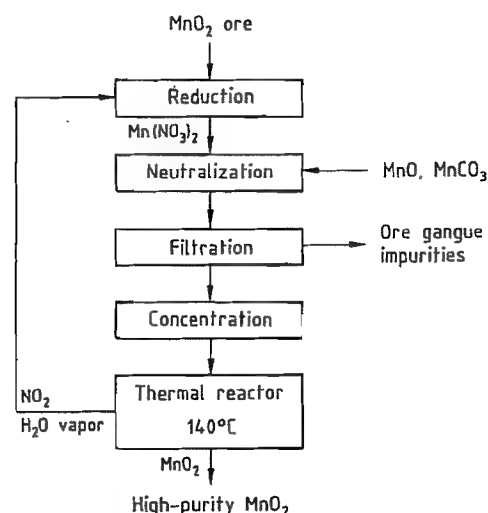 MnO₂ ore
Reduction
Mn(NO₃)₂
Neutralization
MnO, MnCO₃
Filtration
Ore gangue
impurities
Concentration
Thermal reactor
140°C
NO₂
H₂O vapor
MnO₂
High-purity MnO₂